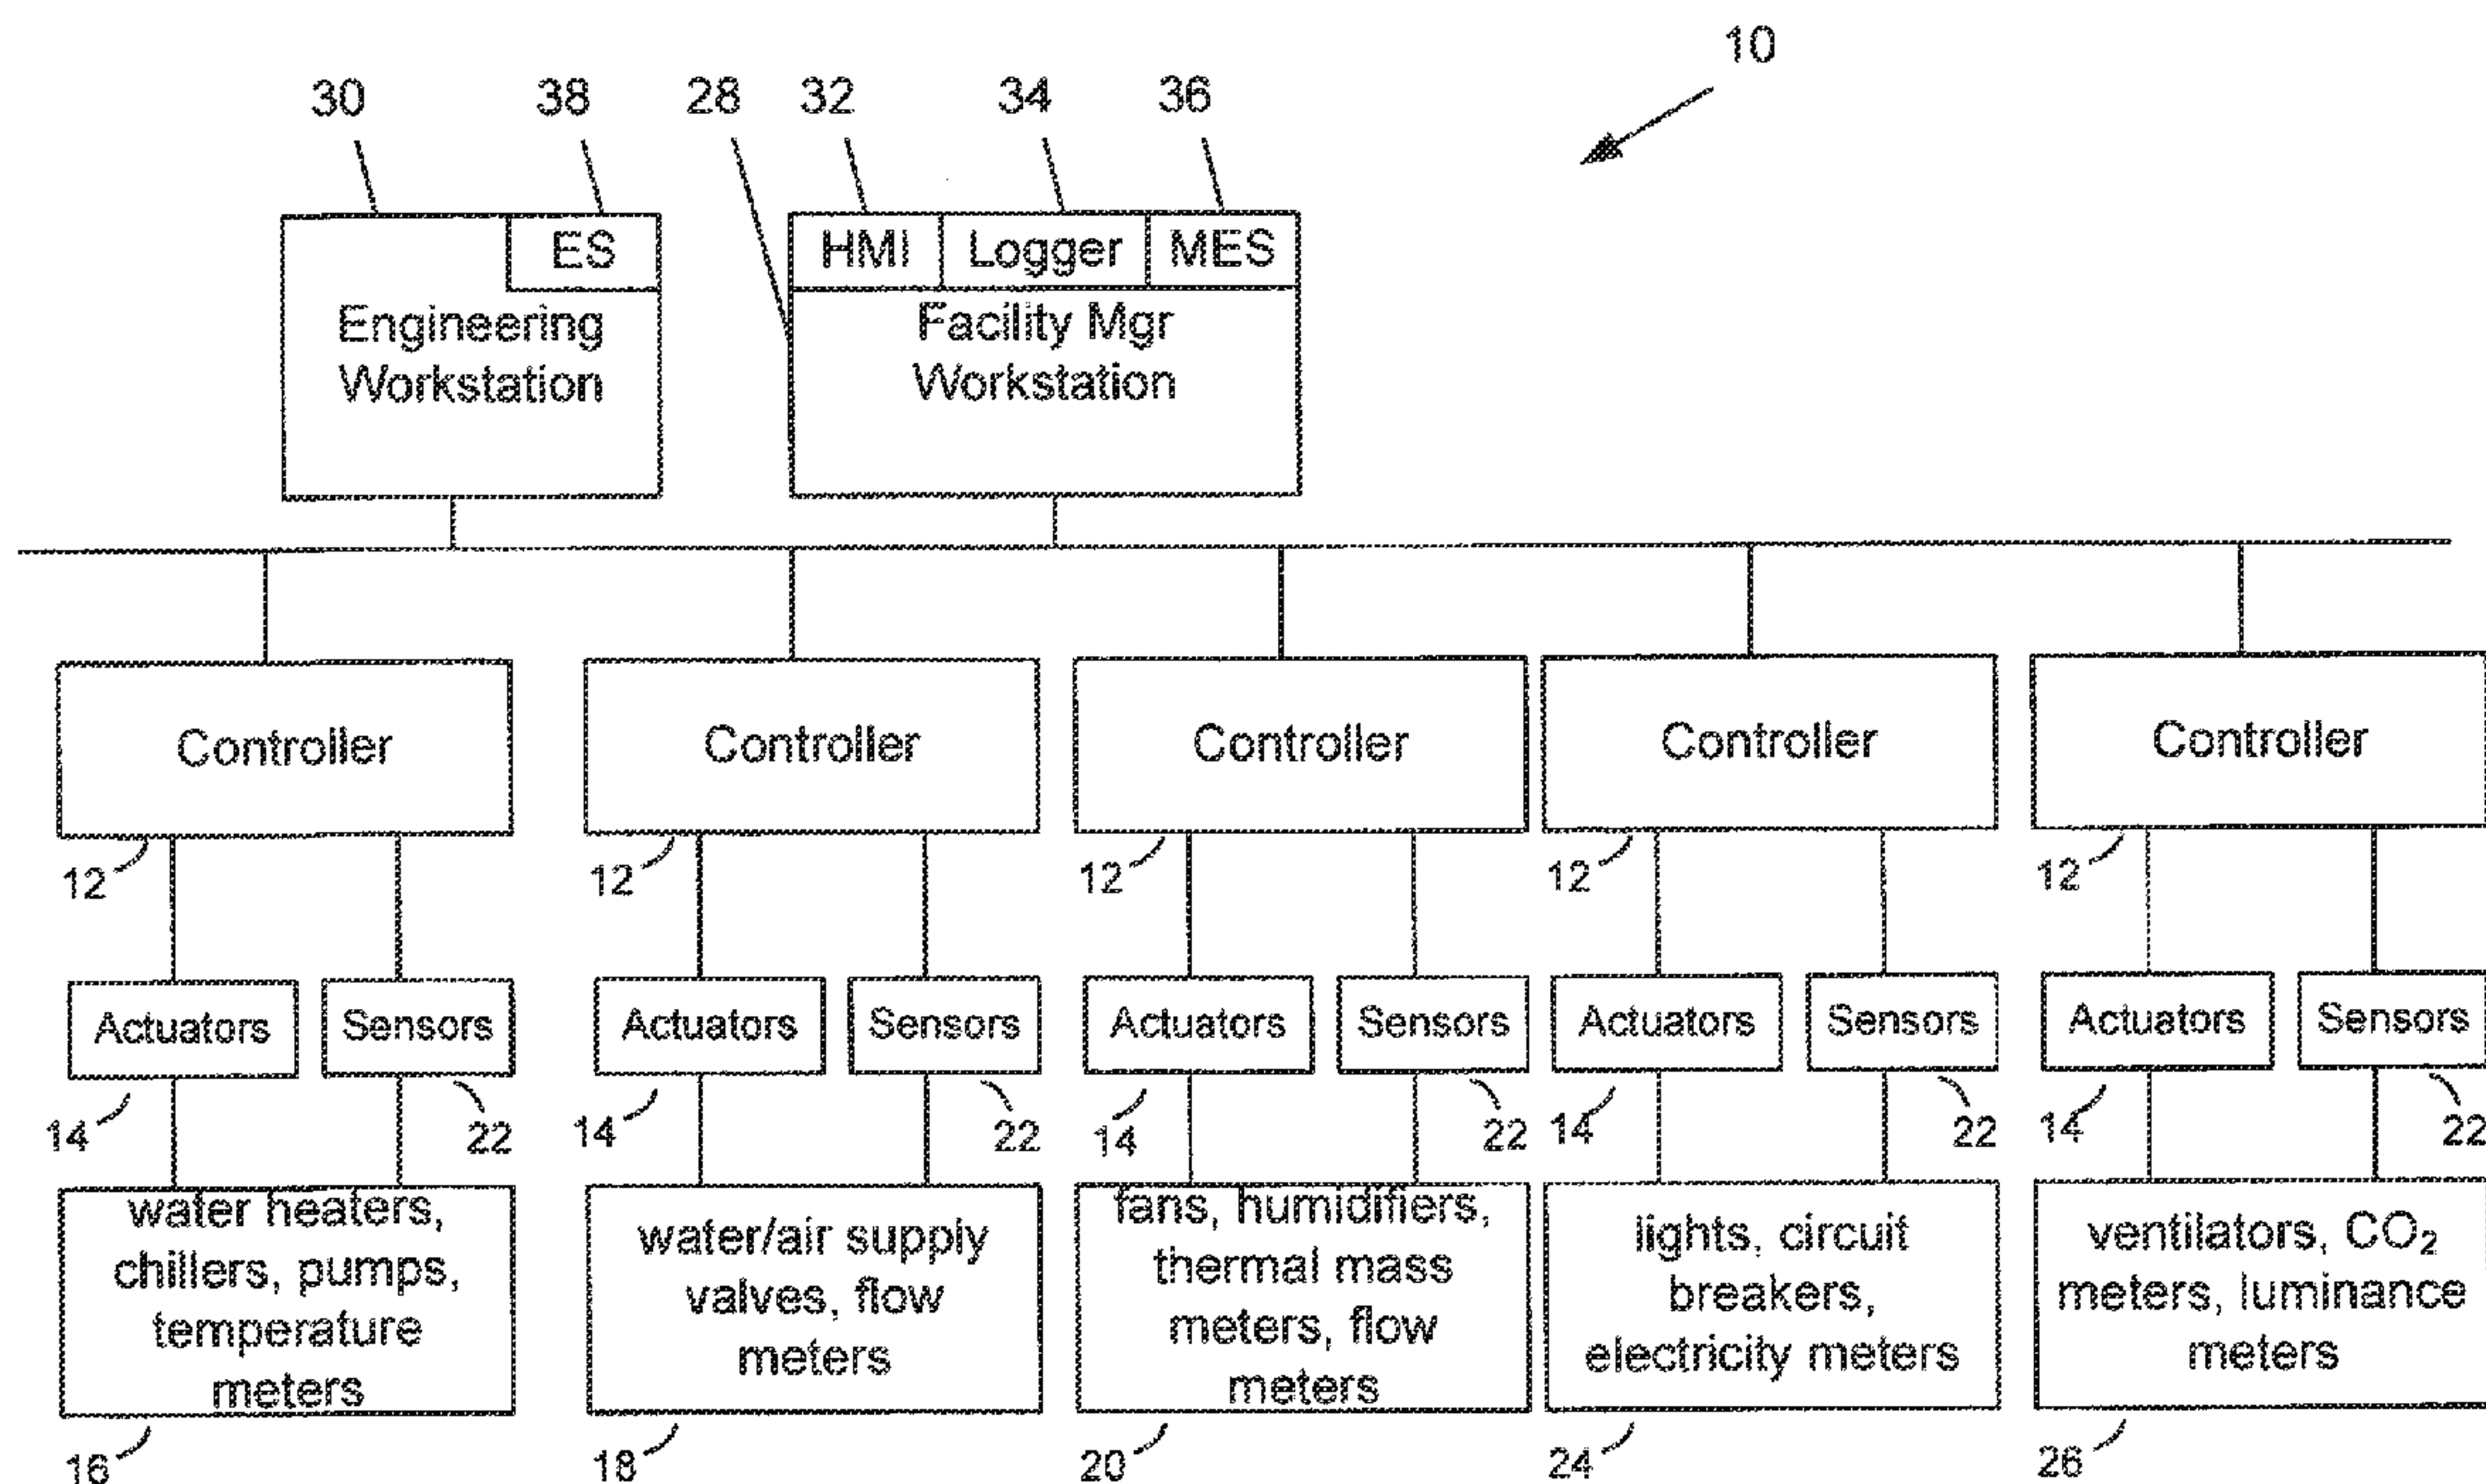 10
30
38
28
32
34
36
ES
HMI
Logger
MES
Engineering
Workstation
Facility Mgr
Workstation
Controller
Controller
Controller
Controller
Controller
12
12
12
12
12
Actuators
Sensors
Actuators
Sensors
Actuators
Sensors
Actuators
Sensors
Actuators
Sensors
14
22
14
22
14
22
14
22
14
22
water heaters,
chillers, pumps,
temperature
meters
water/air supply
valves, flow
meters
fans, humidifiers,
thermal mass
meters, flow
meters
lights, circuit
breakers,
electricity meters
ventilators, CO₂
meters, luminance
meters
16
18
20
24
26